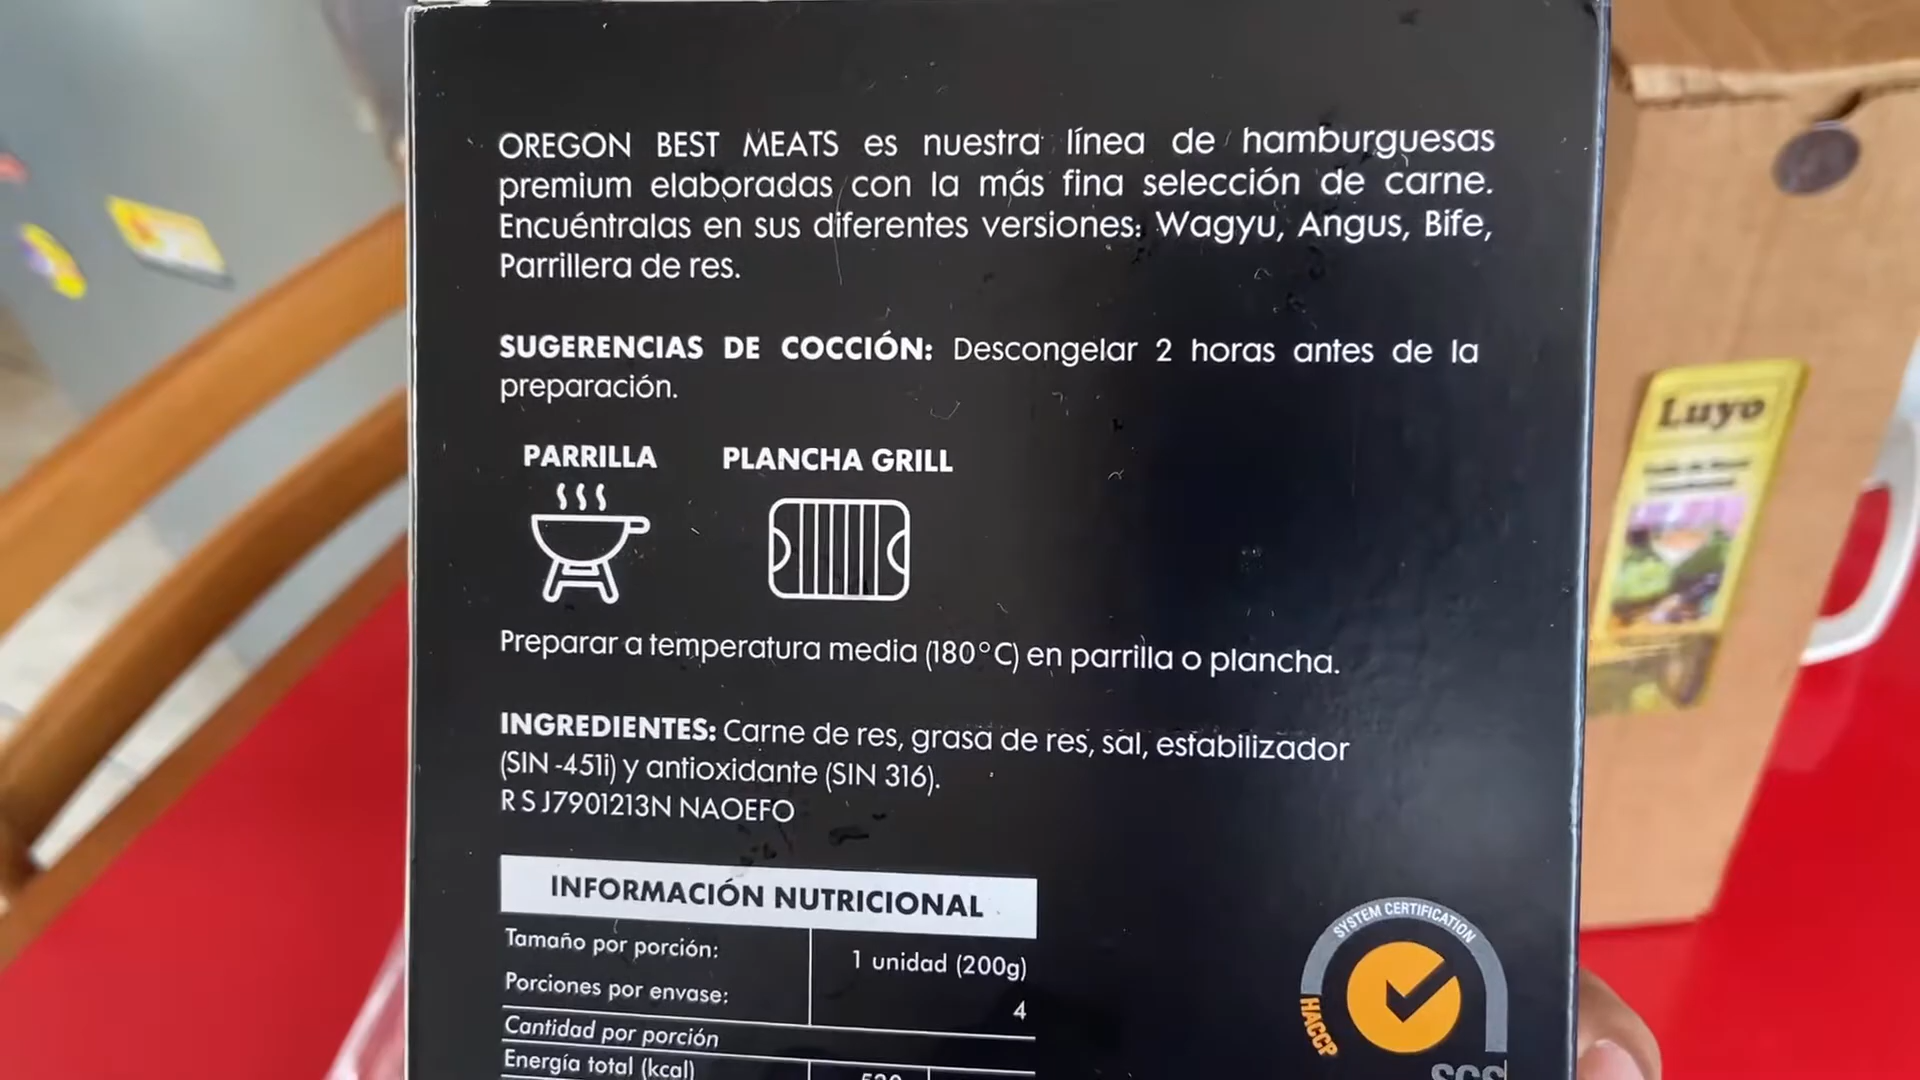 OREGON BEST MEATS es nuestra línea de hamburguesas
premium elaboradas con la más fina selección de carne.
Encuéntralas en sus diferentes versiones: Wagyu, Angus, Bife,
Parrillera de res.
SUGERENCIAS DE COCCIÓN: Descongelar 2 horas antes de la
preparación.
PARRILLA PLANCHA GRILL
Preparar a temperatura media (180°C) en parrilla o plancha.
INGREDIENTES: Carne de res, grasa de res, sal, estabilizador
(SIN -451i) y antioxidante (SIN 316).
R S J7901213N NAOEFO
INFORMACIÓN NUTRICIONAL
Tamaño por porción: 1 unidad (200g)
Porciones por envase: 4
Cantidad por porción
Energía total (kcal)
SYSTEM CERTIFICATION
HACCP
SGS
Luyo